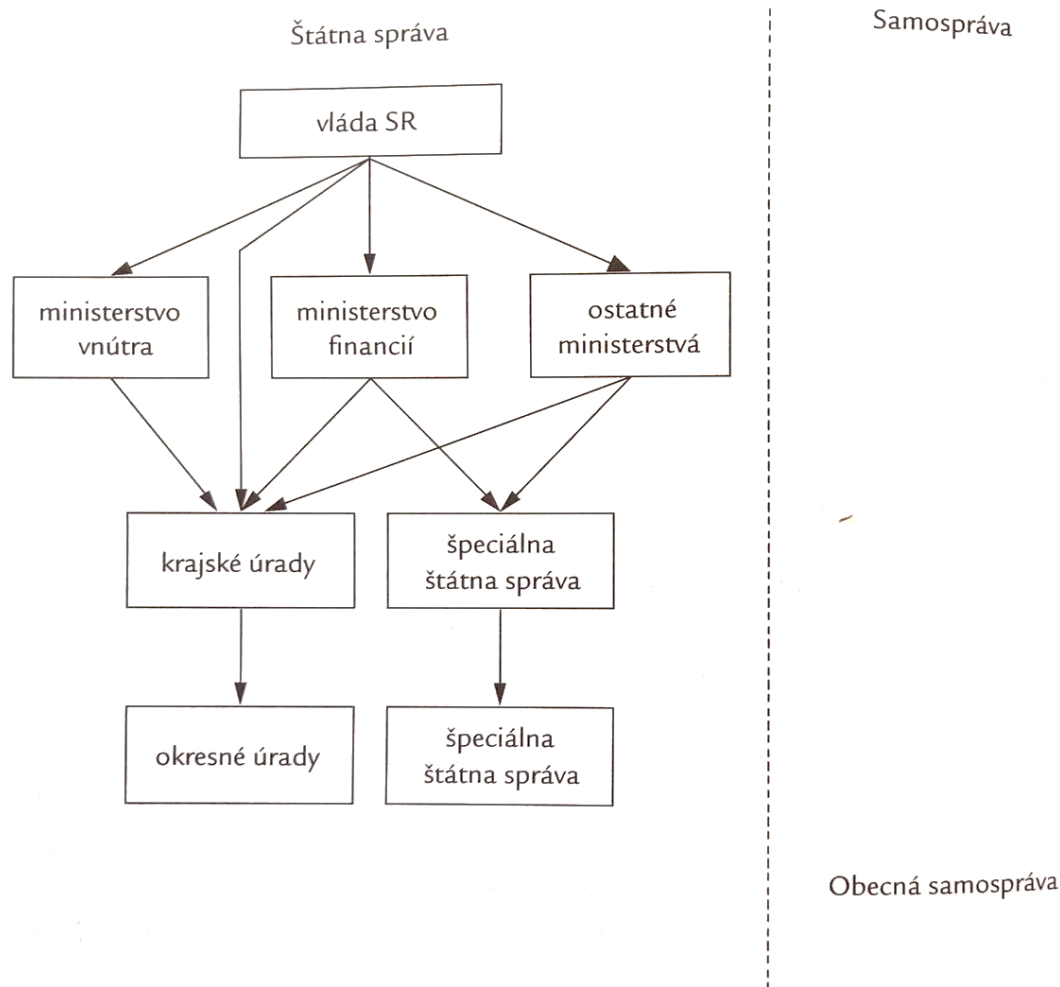 Štátna správa
Samospráva
vláda SR
ministerstvo
vnútra
ministerstvo
financií
ostatné
ministerstvá
krajské úrady
špeciálna
štátna správa
okresné úrady
špeciálna
štátna správa
Obecná samospráva